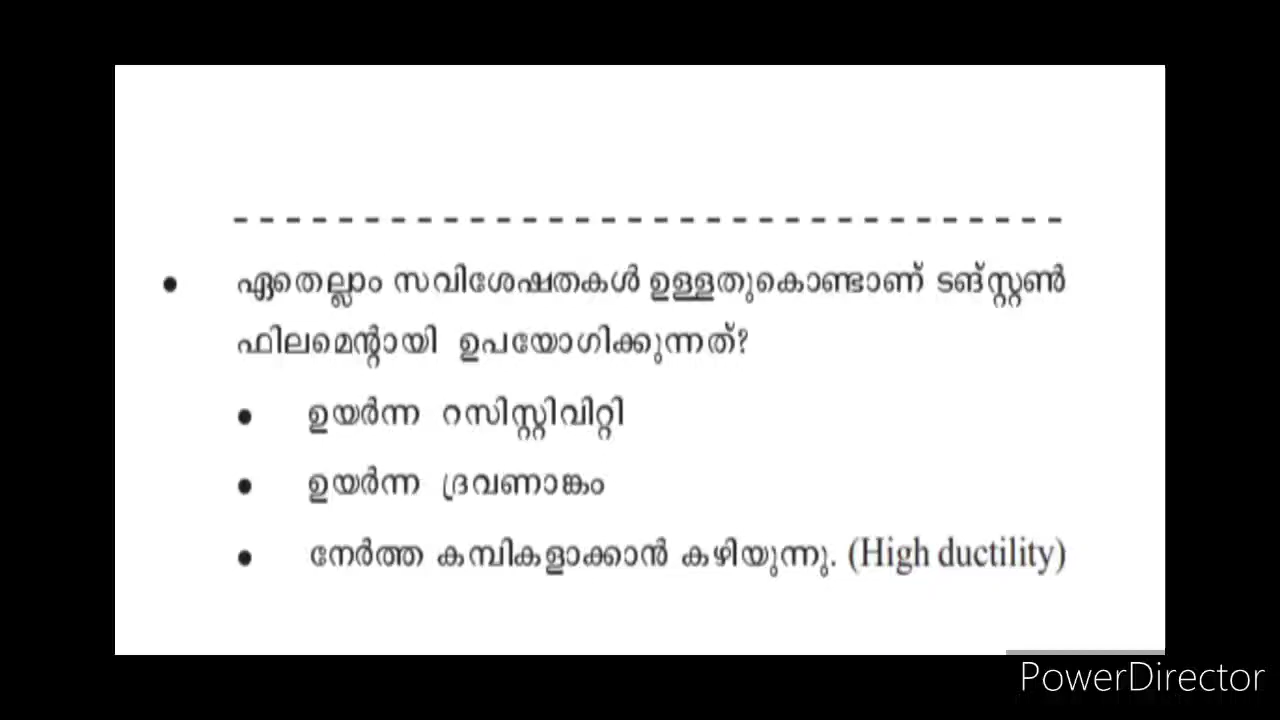 • ഏതെല്ലാം സവിശേഷതകൾ ഉള്ളതുകൊണ്ടാണ് ടങ്സ്റ്റൺ
ഫിലമെന്റായി ഉപയോഗിക്കുന്നത്?
• ഉയർന്ന റസിസ്റ്റിവിറ്റി
• ഉയർന്ന ദ്രവണാങ്കം
• നേർത്ത കമ്പികളാക്കാൻ കഴിയുന്നു. (High ductility)
PowerDirector